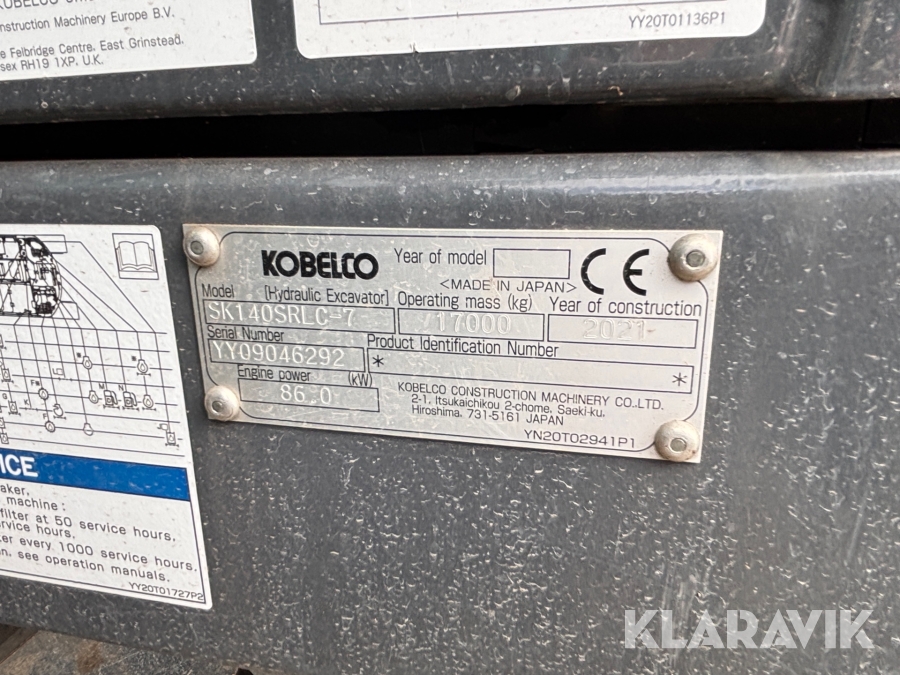 onstruction Machinery Europe B.V.
e Felbridge Centre, East Grinstead,
sex RH19 1XP. U.K.
YY20T01136P1
KOBELCO
Year of model
CE
<MADE IN JAPAN>
Model [Hydraulic Excavator] Operating mass (kg) Year of construction
SK140SRLC-7 17000 2021
Serial Number Product Identification Number
YY09046292 * *
Engine power (kW)
86.0
KOBELCO CONSTRUCTION MACHINERY CO.,LTD.
2-1, Itsukaichikou 2-chome, Saeki-ku,
Hiroshima, 731-5161 JAPAN
YN20T02941P1
ICE
aker,
machine:
filter at 50 service hours,
rvice hours.
er every 1000 service hours.
n, see operation manuals.
YY20T01727P2
KLARAVIK